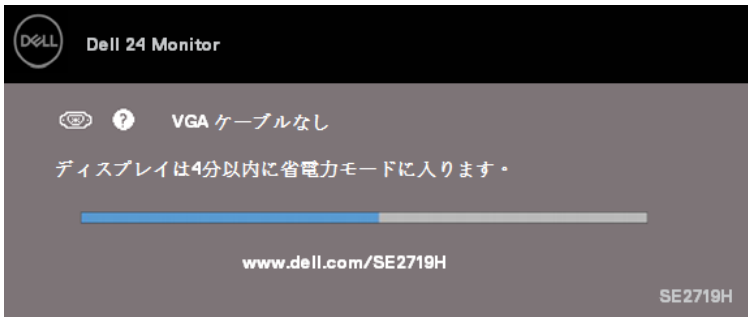 DELL
Dell 24 Monitor
? VGA ケーブルなし
ディスプレイは4分以内に省電力モードに入ります。
www.dell.com/SE2719H
SE2719H